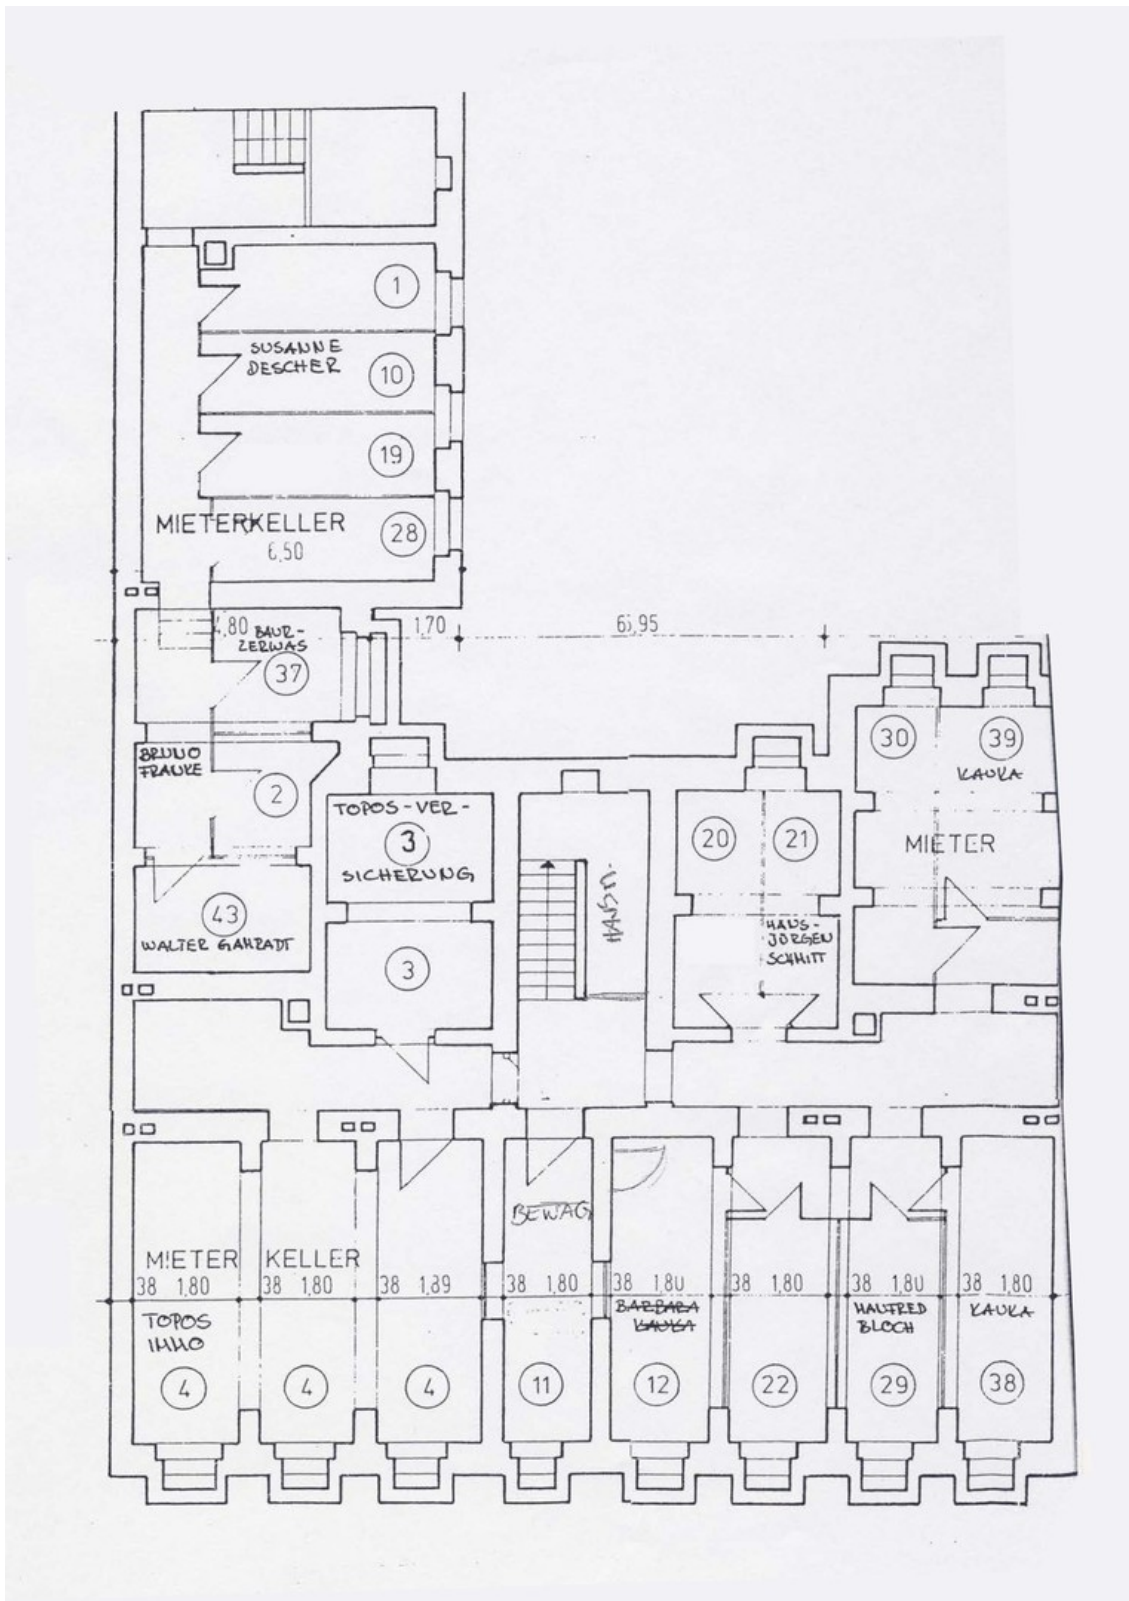 1
SUSANNE
DESCHER
10
19
MIETERKELLER
28
6,50
4,80
BAUR-
ZERWAS
1,70
37
BRUNO
FRANKE
2
TOPOS-VER-
3
SICHERUNG
43
WALTER GAHRADT
3
HAUSM.
20
21
HANS-
JÜRGEN
SCHMITT
30
39
KAUKA
MIETER
MIETER KELLER
BEWAG
38 1,80 38 1,80 38 1,89 38 1,80 38 1,80 38 1,80 38 1,80 38 1,80
TOPOS
IMMO
BARBARA
KAUKA
MANFRED
BLOCH
KAUKA
4
4
4
11
12
22
29
38